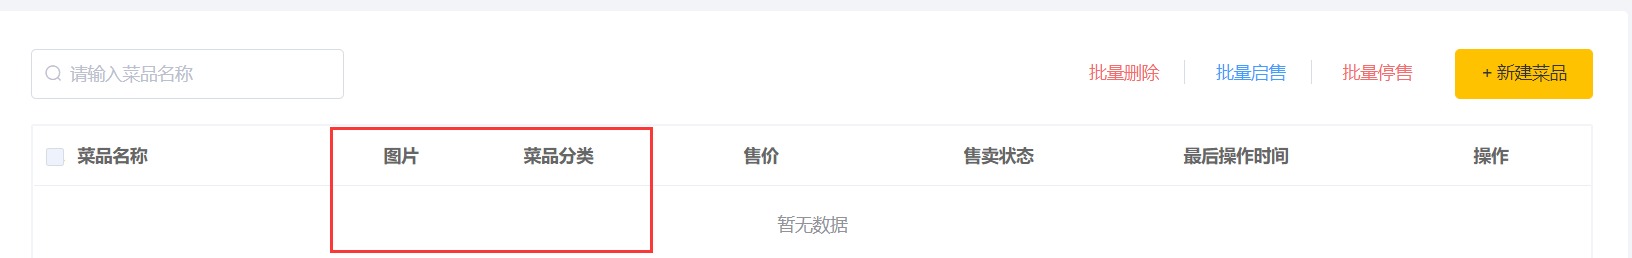 请输入菜品名称 批量删除 批量启售 批量停售 + 新建菜品
菜品名称 图片 菜品分类 售价 售卖状态 最后操作时间 操作
暂无数据